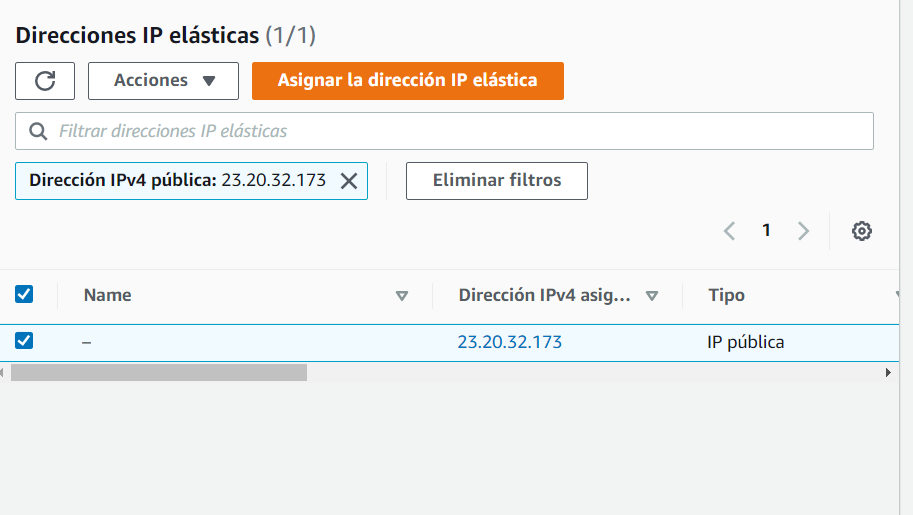 Direcciones IP elásticas (1/1)
Acciones Asignar la dirección IP elástica
Filtrar direcciones IP elásticas
Dirección IPv4 pública: 23.20.32.173 Eliminar filtros
1
Name Dirección IPv4 asig... Tipo
– 23.20.32.173 IP pública